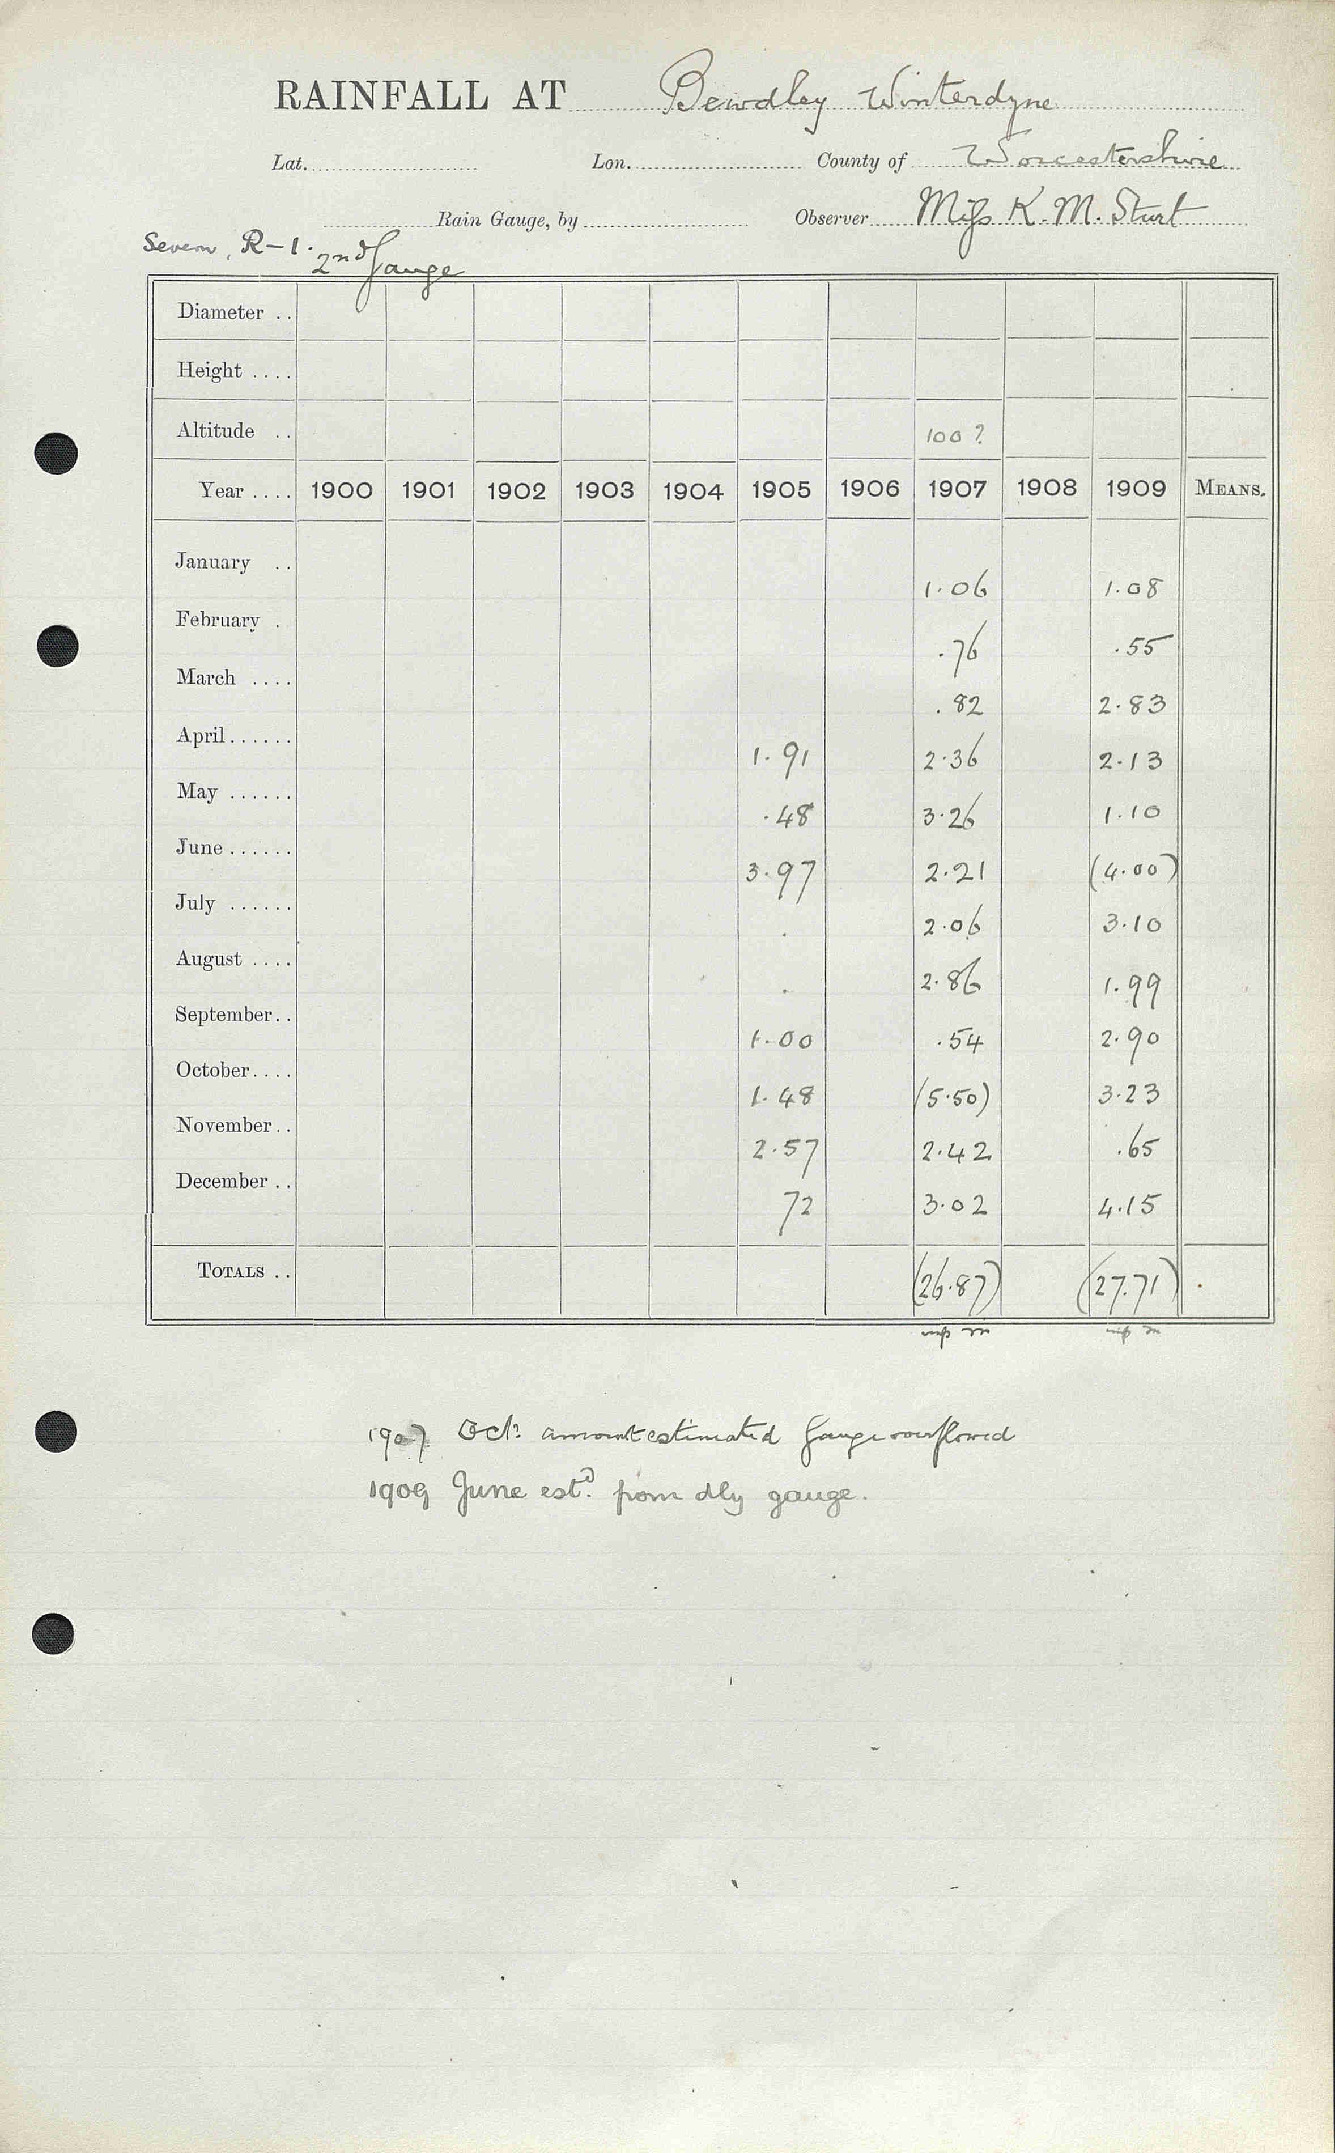 RAINFALL AT Bewdley Winterdyne
Lat. Lon. County of Worcestershire
Rain Gauge, by Observer Miss K. M. Sturt
Severn, R-1. 2nd Gauge
Diameter ..
Height ....
Altitude .. 100 ?
Year .... 1900 1901 1902 1903 1904 1905 1906 1907 1908 1909 MEANS.
January .. 1.06 1.08
February . .76 .55
March .... .82 2.83
April...... 1.91 2.36 2.13
May ...... .48 3.26 1.10
June...... 3.97 2.21 (4.00)
July ...... . 2.06 3.10
August .... . 2.86 1.99
September.. 1.00 .54 2.90
October.... 1.48 (5.50) 3.23
November.. 2.57 2.42 .65
December .. 72 3.02 4.15
TOTALS .. (26.87) (27.71) .
1907 Oct. amount estimated Gauge overflowed
1909 June estd. from dly gauge.